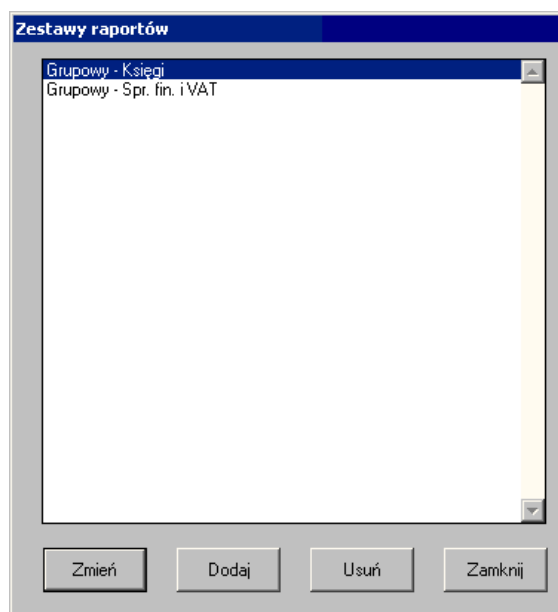 Zestawy raportów
Grupowy - Księgi
Grupowy - Spr. fin. i VAT
Zmień
Dodaj
Usuń
Zamknij